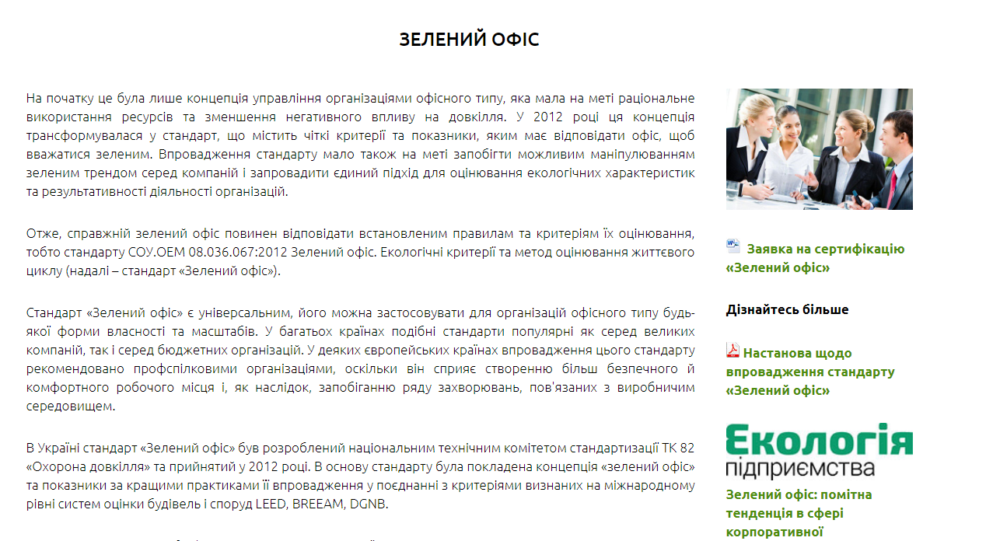 ЗЕЛЕНИЙ ОФІС
На початку це була лише концепція управління організаціями офісного типу, яка мала на меті раціональне
використання ресурсів та зменшення негативного впливу на довкілля. У 2012 році ця концепція
трансформувалася у стандарт, що містить чіткі критерії та показники, яким має відповідати офіс, щоб
вважатися зеленим. Впровадження стандарту мало також на меті запобігти можливим маніпулюванням
зеленим трендом серед компаній і запровадити єдиний підхід для оцінювання екологічних характеристик
та результативності діяльності організацій.
Отже, справжній зелений офіс повинен відповідати встановленим правилам та критеріям їх оцінювання,
тобто стандарту СОУ.ОЕМ 08.036.067:2012 Зелений офіс. Екологічні критерії та метод оцінювання життєвого
циклу (надалі – стандарт «Зелений офіс»).
Стандарт «Зелений офіс» є універсальним, його можна застосовувати для організацій офісного типу будь-
якої форми власності та масштабів. У багатьох країнах подібні стандарти популярні як серед великих
компаній, так і серед бюджетних організацій. У деяких європейських країнах впровадження цього стандарту
рекомендовано профспілковими організаціями, оскільки він сприяє створенню більш безпечного й
комфортного робочого місця і, як наслідок, запобіганню ряду захворювань, пов'язаних з виробничим
середовищем.
В Україні стандарт «Зелений офіс» був розроблений національним технічним комітетом стандартизації ТК 82
«Охорона довкілля» та прийнятий у 2012 році. В основу стандарту була покладена концепція «зелений офіс»
та показники за кращими практиками її впровадження у поєднанні з критеріями визнаних на міжнародному
рівні систем оцінки будівель і споруд LEED, BREEAM, DGNB.
Заявка на сертифікацію
«Зелений офіс»
Дізнайтесь більше
Настанова щодо
впровадження стандарту
«Зелений офіс»
Екологія
підприємства
Зелений офіс: помітна
тенденція в сфері
корпоративної